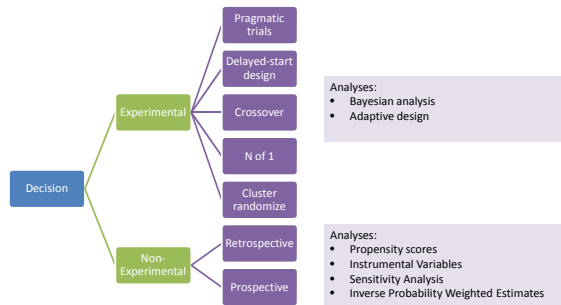 Pragmatic
trials
Delayed-start
design
Experimental
Crossover
N of 1
Cluster
randomize
Decision
Non-
Experimental
Retrospective
Prospective
Analyses:
• Bayesian analysis
• Adaptive design
Analyses:
• Propensity scores
• Instrumental Variables
• Sensitivity Analysis
• Inverse Probability Weighted Estimates